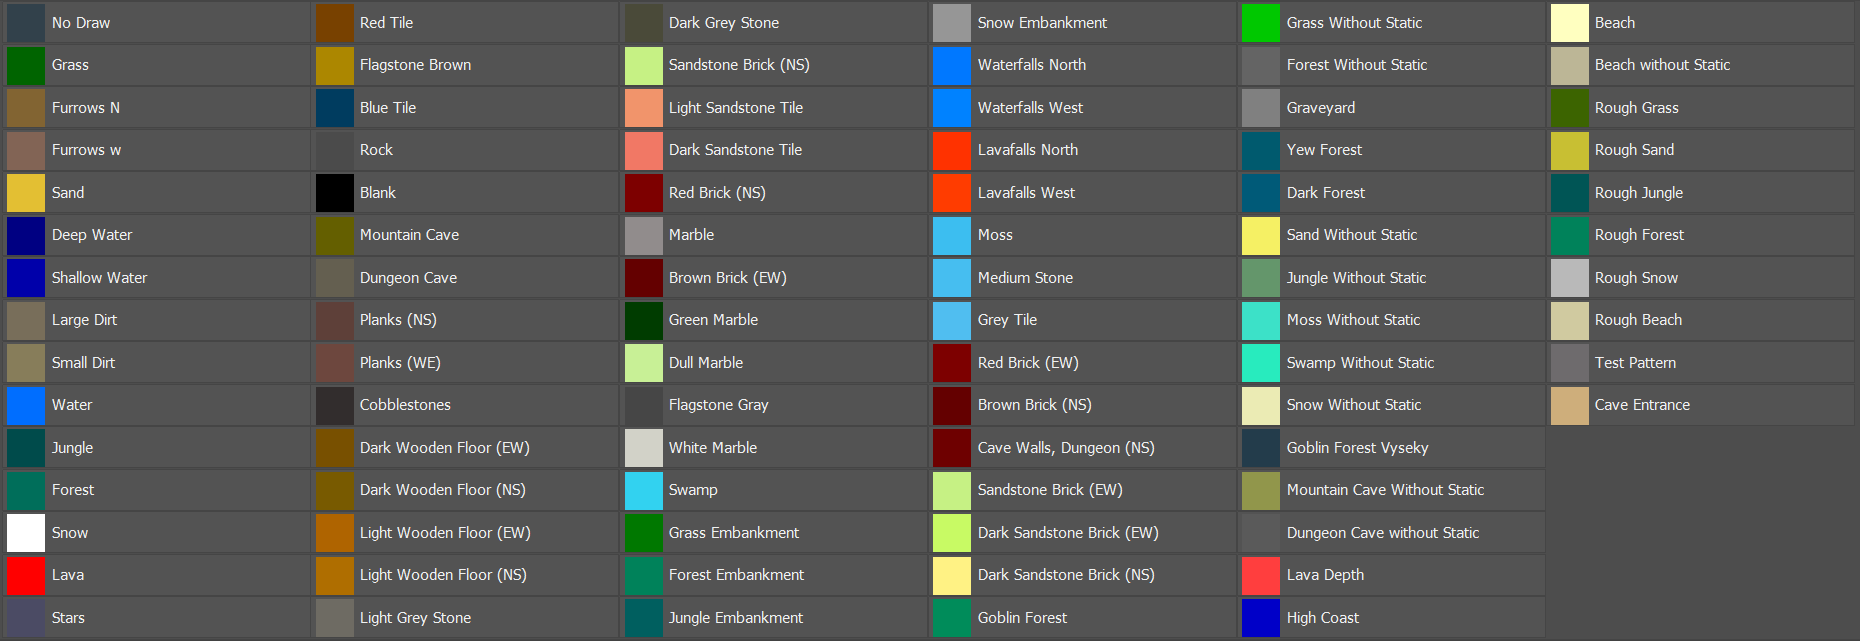 No Draw
Grass
Furrows N
Furrows w
Sand
Deep Water
Shallow Water
Large Dirt
Small Dirt
Water
Jungle
Forest
Snow
Lava
Stars
Red Tile
Flagstone Brown
Blue Tile
Rock
Blank
Mountain Cave
Dungeon Cave
Planks (NS)
Planks (WE)
Cobblestones
Dark Wooden Floor (EW)
Dark Wooden Floor (NS)
Light Wooden Floor (EW)
Light Wooden Floor (NS)
Light Grey Stone
Dark Grey Stone
Sandstone Brick (NS)
Light Sandstone Tile
Dark Sandstone Tile
Red Brick (NS)
Marble
Brown Brick (EW)
Green Marble
Dull Marble
Flagstone Gray
White Marble
Swamp
Grass Embankment
Forest Embankment
Jungle Embankment
Snow Embankment
Waterfalls North
Waterfalls West
Lavafalls North
Lavafalls West
Moss
Medium Stone
Grey Tile
Red Brick (EW)
Brown Brick (NS)
Cave Walls, Dungeon (NS)
Sandstone Brick (EW)
Dark Sandstone Brick (EW)
Dark Sandstone Brick (NS)
Goblin Forest
Grass Without Static
Forest Without Static
Graveyard
Yew Forest
Dark Forest
Sand Without Static
Jungle Without Static
Moss Without Static
Swamp Without Static
Snow Without Static
Goblin Forest Vyseky
Mountain Cave Without Static
Dungeon Cave without Static
Lava Depth
High Coast
Beach
Beach without Static
Rough Grass
Rough Sand
Rough Jungle
Rough Forest
Rough Snow
Rough Beach
Test Pattern
Cave Entrance